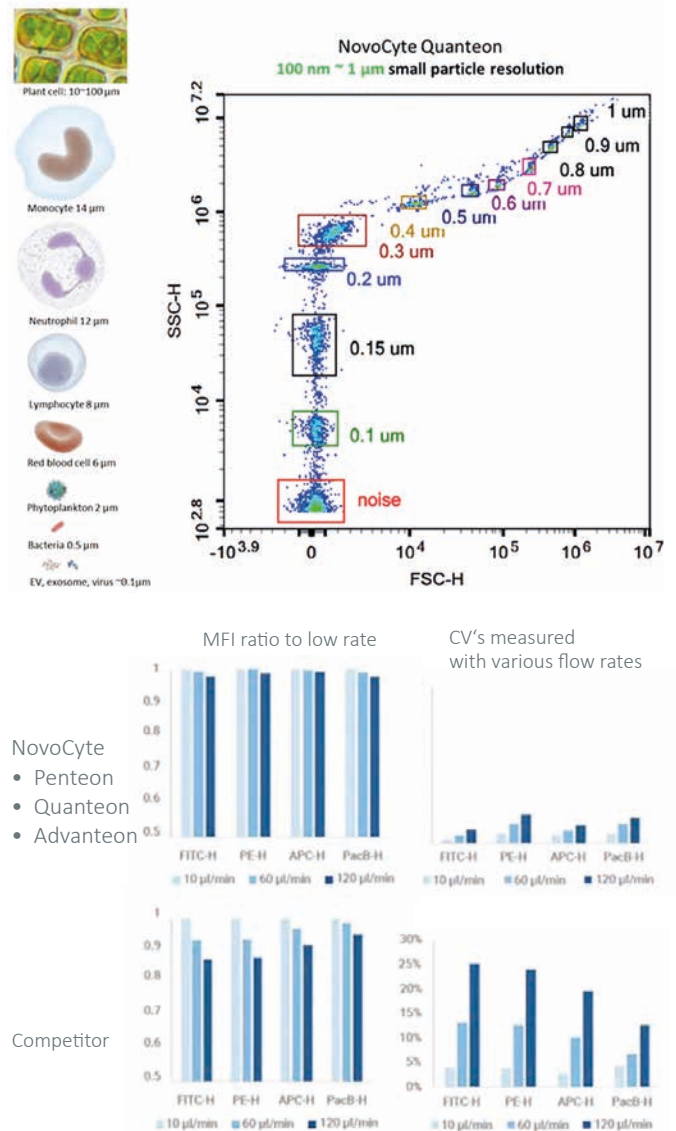 Plant cell: 10~100 μm
Monocyte 14 μm
Neutrophil 12 μm
Lymphocyte 8 μm
Red blood cell 6 μm
Phytoplankton 2 μm
Bacteria 0.5 μm
EV, exosome, virus ~0.1μm
NovoCyte Quanteon
100 nm ~ 1 μm small particle resolution
SSC-H
10^7.2
10^6
10^5
10^4
10^2.8
1 um
0.9 um
0.8 um
0.7 um
0.6 um
0.5 um
0.4 um
0.3 um
0.2 um
0.15 um
0.1 um
noise
-10^3.9 0 10^4 10^5 10^6 10^7
FSC-H
MFI ratio to low rate
CV's measured
with various flow rates
NovoCyte
• Penteon
• Quanteon
• Advanteon
1
0.9
0.8
0.7
0.6
0.5
FITC-H PE-H APC-H PacB-H
10 μl/min 60 μl/min 120 μl/min
FITC-H PE-H APC-H PacB-H
10 μl/min 60 μl/min 120 μl/min
Competitor
1
0.9
0.8
0.7
0.6
0.5
FITC-H PE-H APC-H PacB-H
10 μl/min 60 μl/min 120 μl/min
30%
25%
20%
15%
10%
5%
0%
FITC-H PE-H APC-H PacB-H
10 μl/min 60 μl/min 120 μl/min